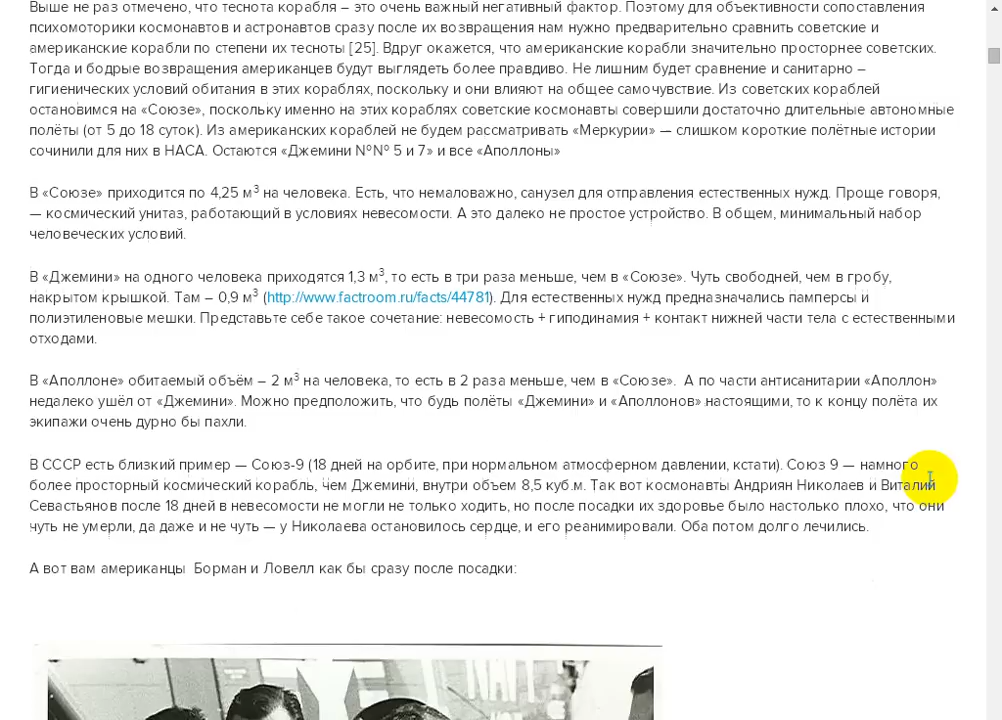 Выше не раз отмечено, что теснота корабля – это очень важный негативный фактор. Поэтому для объективности сопоставления
психомоторики космонавтов и астронавтов сразу после их возвращения нам нужно предварительно сравнить советские и
американские корабли по степени их тесноты [25]. Вдруг окажется, что американские корабли значительно просторнее советских.
Тогда и бодрые возвращения американцев будут выглядеть более правдиво. Не лишним будет сравнение и санитарно –
гигиенических условий обитания в этих кораблях, поскольку и они влияют на общее самочувствие. Из советских кораблей
остановимся на «Союзе», поскольку именно на этих кораблях советские космонавты совершили достаточно длительные автономные
полёты (от 5 до 18 суток). Из американских кораблей не будем рассматривать «Меркурии» — слишком короткие полётные истории
сочинили для них в НАСА. Остаются «Джемини №№ 5 и 7» и все «Аполлоны»
В «Союзе» приходится по 4,25 м³ на человека. Есть, что немаловажно, санузел для отправления естественных нужд. Проще говоря,
— космический унитаз, работающий в условиях невесомости. А это далеко не простое устройство. В общем, минимальный набор
человеческих условий.
В «Джемини» на одного человека приходятся 1,3 м³, то есть в три раза меньше, чем в «Союзе». Чуть свободней, чем в гробу,
накрытом крышкой. Там – 0,9 м³ (http://www.factroom.ru/facts/44781). Для естественных нужд предназначались памперсы и
полиэтиленовые мешки. Представьте себе такое сочетание: невесомость + гиподинамия + контакт нижней части тела с естественными
отходами.
В «Аполлоне» обитаемый объём – 2 м³ на человека, то есть в 2 раза меньше, чем в «Союзе». А по части антисанитарии «Аполлон»
недалеко ушёл от «Джемини». Можно предположить, что будь полёты «Джемини» и «Аполлонов» настоящими, то к концу полёта их
экипажи очень дурно бы пахли.
В СССР есть близкий пример — Союз-9 (18 дней на орбите, при нормальном атмосферном давлении, кстати). Союз 9 — намного
более просторный космический корабль, чем Джемини, внутри объем 8,5 куб.м. Так вот космонавты Андриян Николаев и Виталий
Севастьянов после 18 дней в невесомости не могли не только ходить, но после посадки их здоровье было настолько плохо, что они
чуть не умерли, да даже и не чуть — у Николаева остановилось сердце, и его реанимировали. Оба потом долго лечились.
А вот вам американцы Борман и Ловелл как бы сразу после посадки: